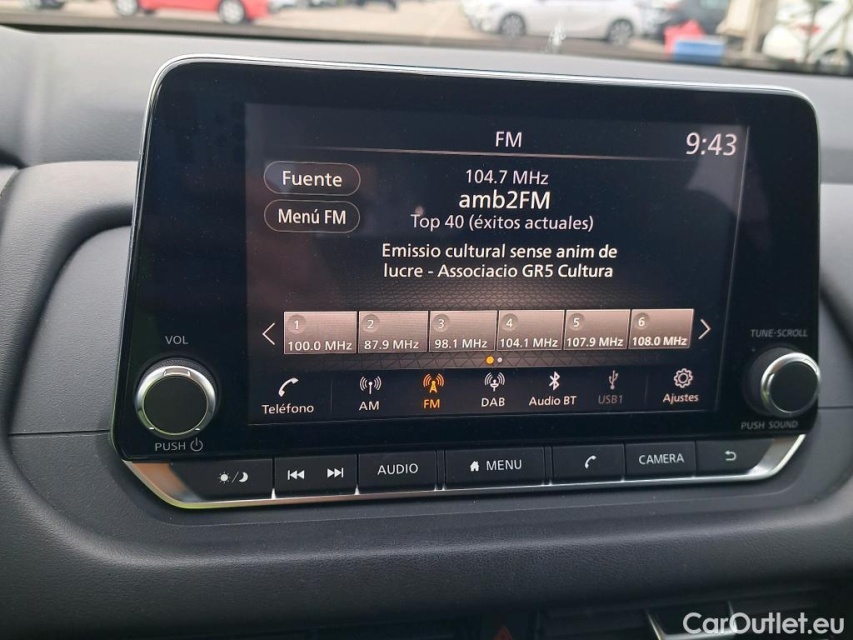 FM
9:43
Fuente
Menú FM
104.7 MHz
amb2FM
Top 40 (éxitos actuales)
Emissio cultural sense anim de
lucre - Associacio GR5 Cultura
1 2 3 4 5 6
100.0 MHz 87.9 MHz 98.1 MHz 104.1 MHz 107.9 MHz 108.0 MHz
Teléfono AM FM DAB Audio BT USB1 Ajustes
VOL
PUSH
TUNE·SCROLL
PUSH SOUND
AUDIO MENU CAMERA
CarOutlet.eu